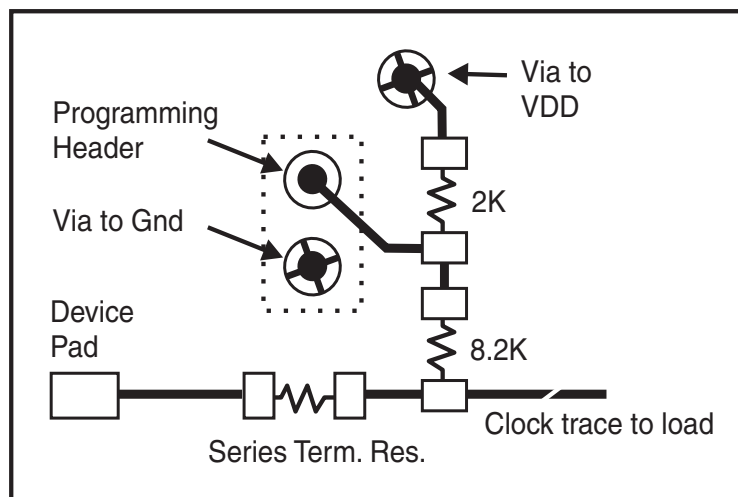 Via to
VDD
Programming
Header
2K
Via to Gnd
Device
Pad
8.2K
Clock trace to load
Series Term. Res.